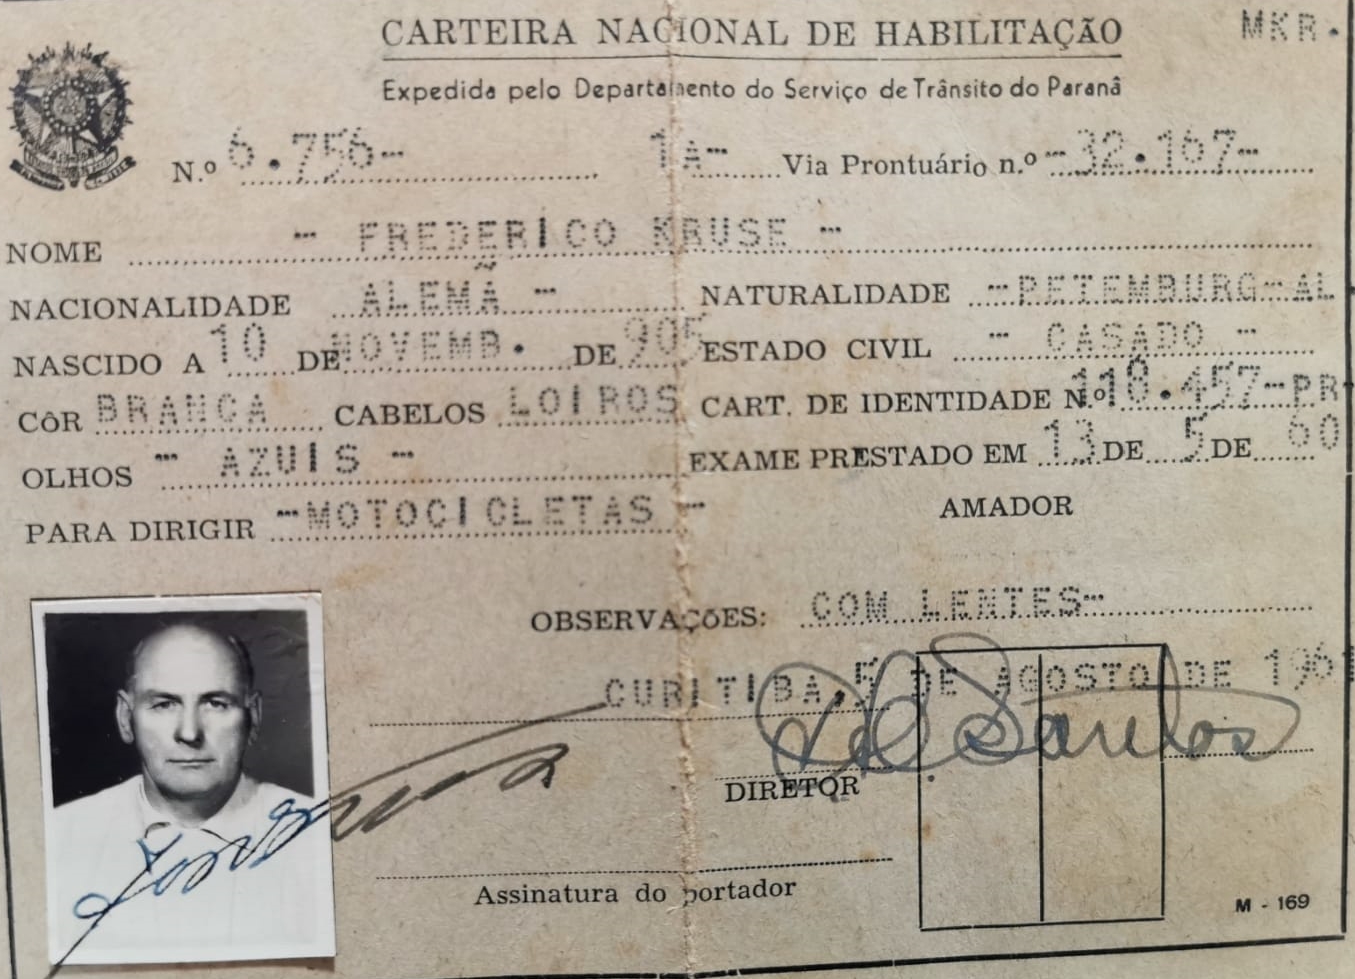 CARTEIRA NACIONAL DE HABILITAÇÃO MKR.
Expedida pelo Departamento do Serviço de Trânsito do Paraná
N.º 6.756- 1A- Via Prontuário n.º -32.167-
NOME - FREDERICO KRUSE -
NACIONALIDADE ALEMÃ - NATURALIDADE -PETEMBURG-AL
NASCIDO A 10 DE NOVEMB. DE 905 ESTADO CIVIL - CASADO -
CÔR BRANCA CABELOS LOIROS CART. DE IDENTIDADE N.º 118.457-PR
OLHOS - AZUIS - EXAME PRESTADO EM 13 DE 5 DE 60
PARA DIRIGIR -MOTOCICLETAS - AMADOR
OBSERVAÇÕES: COM LENTES-
CURITIBA, 5 DE AGOSTO DE 1961
DIRETOR
Assinatura do portador
M - 169